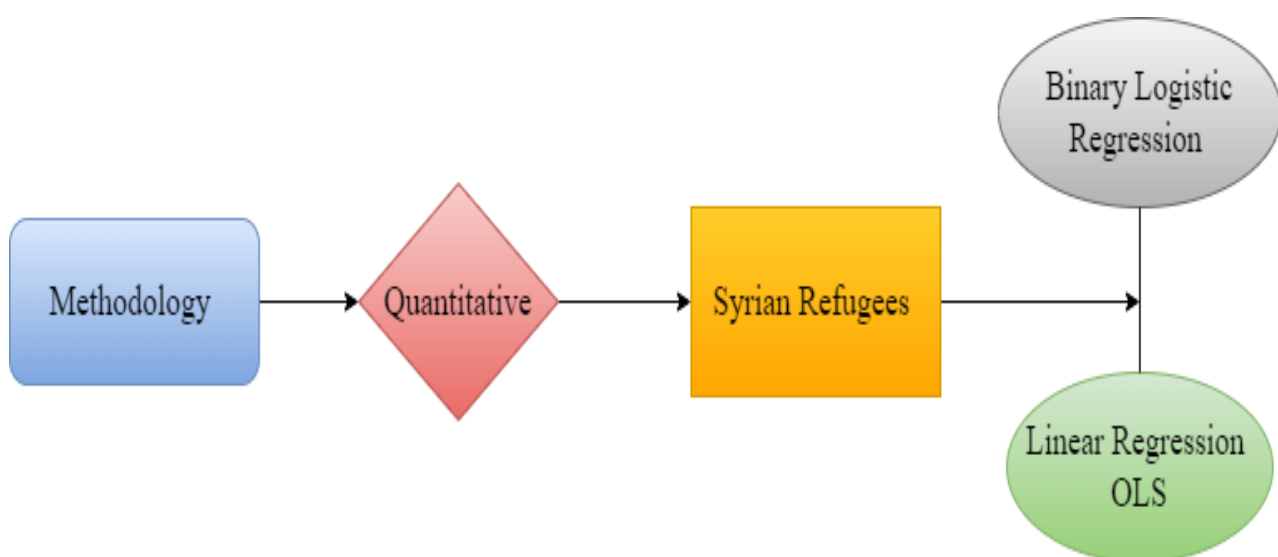 Methodology
Quantitative
Syrian Refugees
Binary Logistic
Regression
Linear Regression
OLS